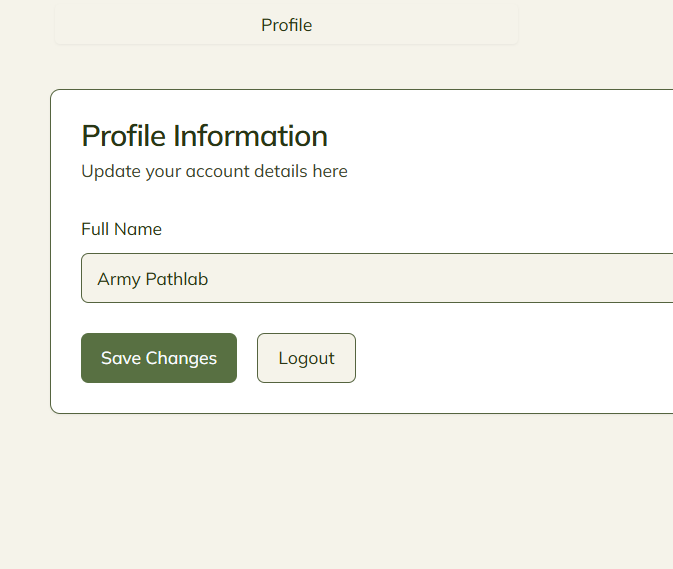 Profile
Profile Information
Update your account details here
Full Name
Army Pathlab
Save Changes
Logout